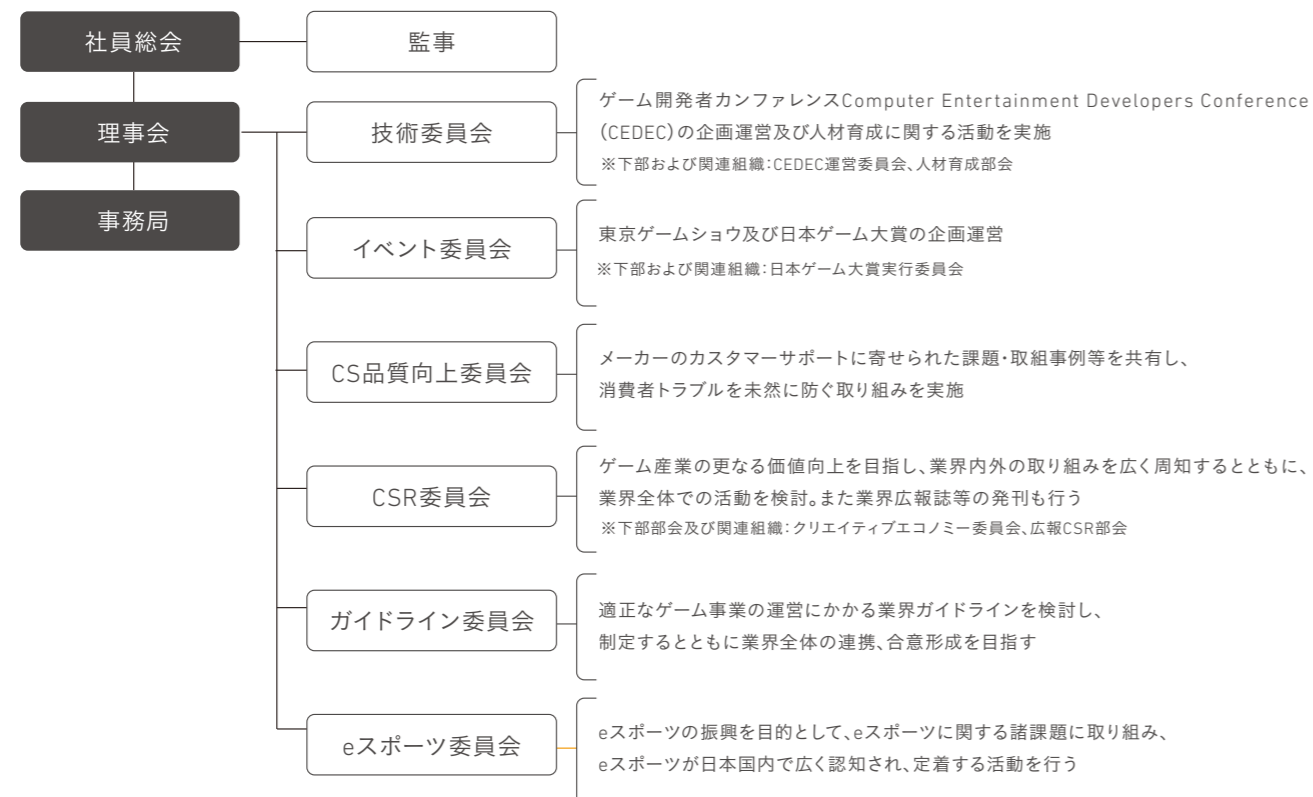 社員総会
監事
理事会
事務局
技術委員会
ゲーム開発者カンファレンスComputer Entertainment Developers Conference
（CEDEC）の企画運営及び人材育成に関する活動を実施
※下部および関連組織：CEDEC運営委員会、人材育成部会
イベント委員会
東京ゲームショウ及び日本ゲーム大賞の企画運営
※下部および関連組織：日本ゲーム大賞実行委員会
CS品質向上委員会
メーカーのカスタマーサポートに寄せられた課題・取組事例等を共有し、
消費者トラブルを未然に防ぐ取り組みを実施
CSR委員会
ゲーム産業の更なる価値向上を目指し、業界内外の取り組みを広く周知するとともに、
業界全体での活動を検討。また業界広報誌等の発刊も行う
※下部部会及び関連組織：クリエイティブエコノミー委員会、広報CSR部会
ガイドライン委員会
適正なゲーム事業の運営にかかる業界ガイドラインを検討し、
制定するとともに業界全体の連携、合意形成を目指す
eスポーツ委員会
eスポーツの振興を目的として、eスポーツに関する諸課題に取り組み、
eスポーツが日本国内で広く認知され、定着する活動を行う